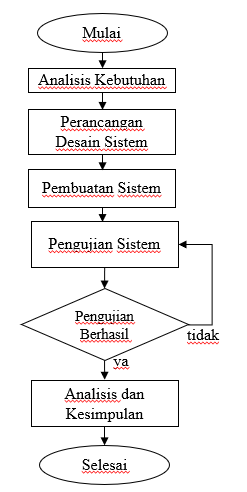 Mulai
Analisis Kebutuhan
Perancangan
Desain Sistem
Pembuatan Sistem
Pengujian Sistem
Pengujian
Berhasil
tidak
ya
Analisis dan
Kesimpulan
Selesai